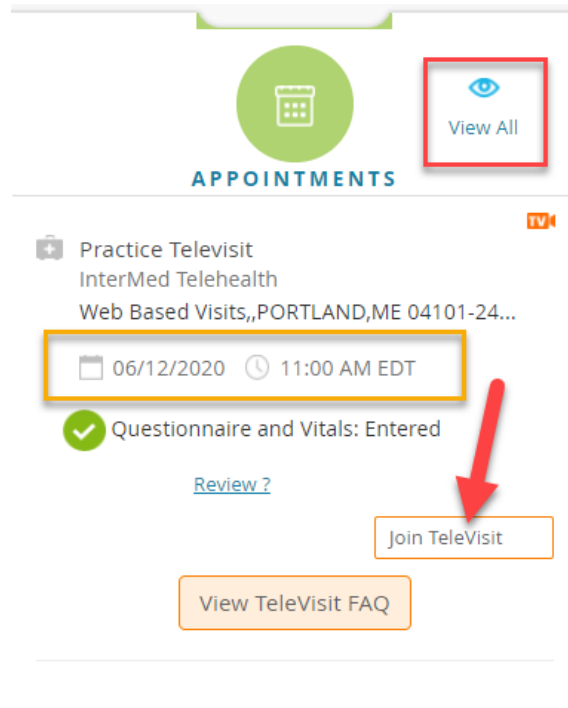 View All
APPOINTMENTS
TV
Practice Televisit
InterMed Telehealth
Web Based Visits,,PORTLAND,ME 04101-24...
06/12/2020 11:00 AM EDT
Questionnaire and Vitals: Entered
Review ?
Join TeleVisit
View TeleVisit FAQ